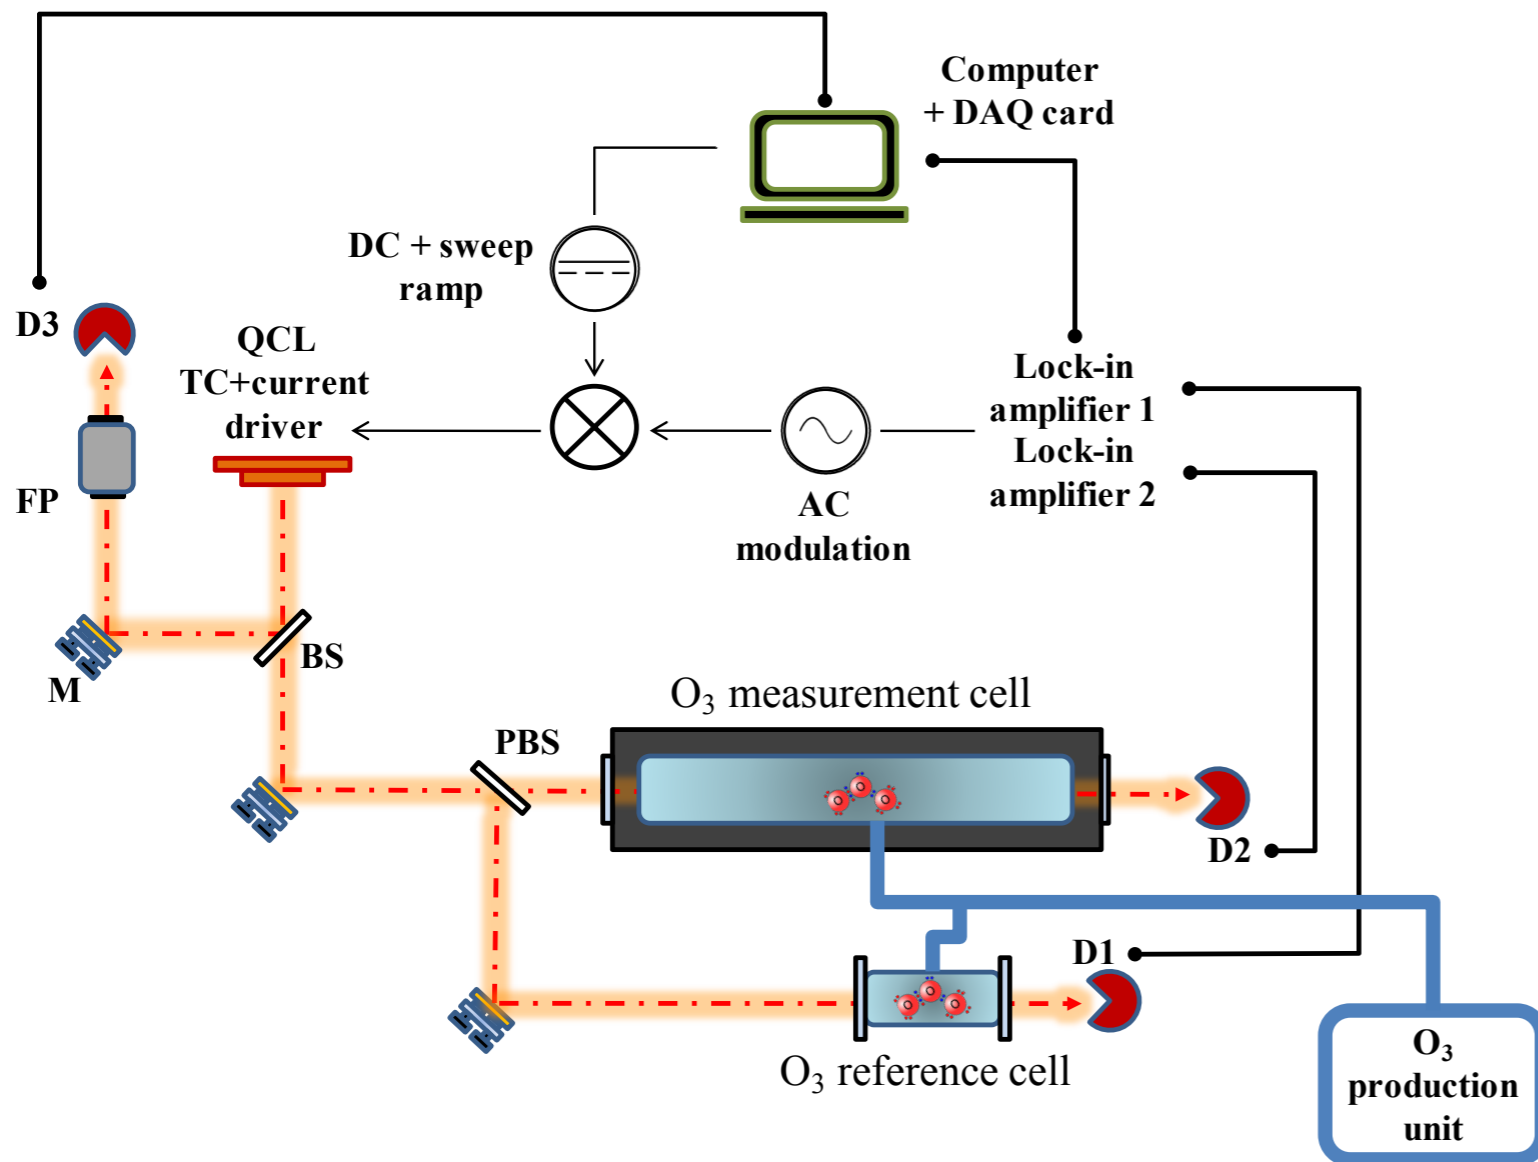 Computer
+ DAQ card
DC + sweep
ramp
D3
QCL
TC+current
driver
Lock-in
amplifier 1
Lock-in
amplifier 2
FP
AC
modulation
BS
M
O₃ measurement cell
PBS
O
O
O
D2
D1
O
O
O
O₃ reference cell
O₃
production
unit